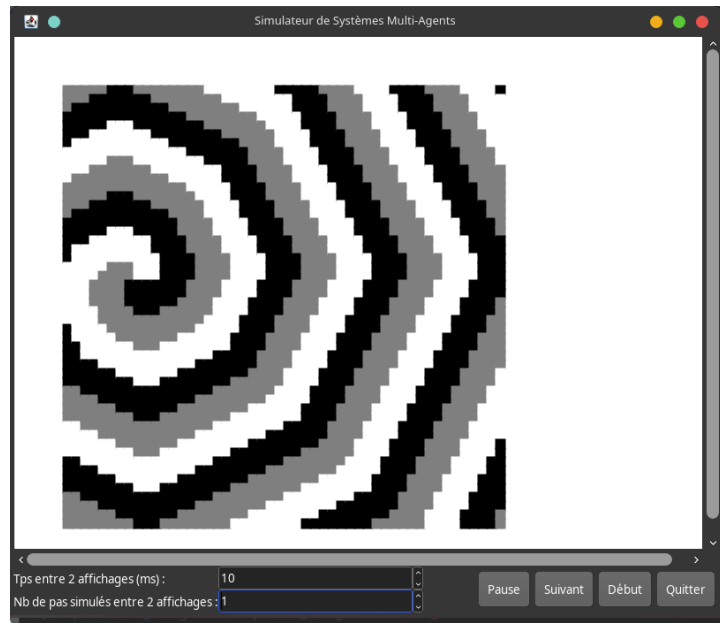 Simulateur de Systèmes Multi-Agents
Tps entre 2 affichages (ms) : 10
Nb de pas simulés entre 2 affichages : 1
Pause Suivant Début Quitter